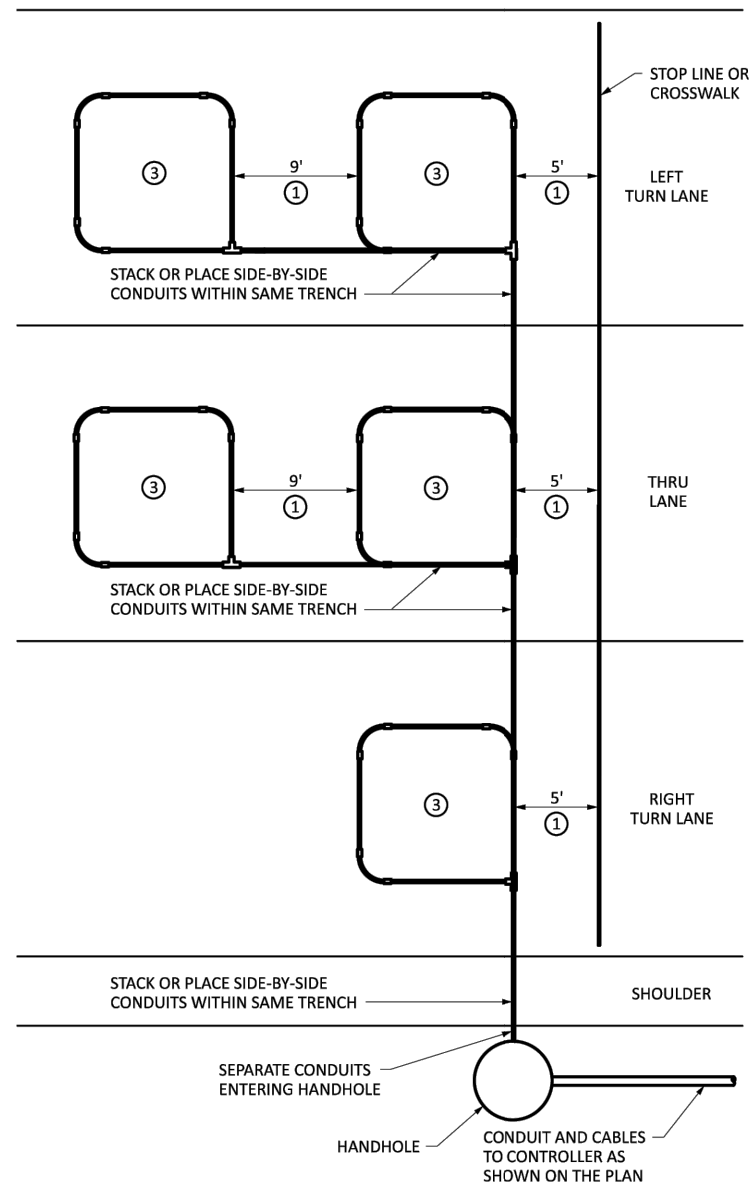 STOP LINE OR
CROSSWALK
3
9'
1
3
5'
1
LEFT
TURN LANE
STACK OR PLACE SIDE-BY-SIDE
CONDUITS WITHIN SAME TRENCH
3
9'
1
3
5'
1
THRU
LANE
STACK OR PLACE SIDE-BY-SIDE
CONDUITS WITHIN SAME TRENCH
3
5'
1
RIGHT
TURN LANE
STACK OR PLACE SIDE-BY-SIDE
CONDUITS WITHIN SAME TRENCH
SHOULDER
SEPARATE CONDUITS
ENTERING HANDHOLE
HANDHOLE
CONDUIT AND CABLES
TO CONTROLLER AS
SHOWN ON THE PLAN